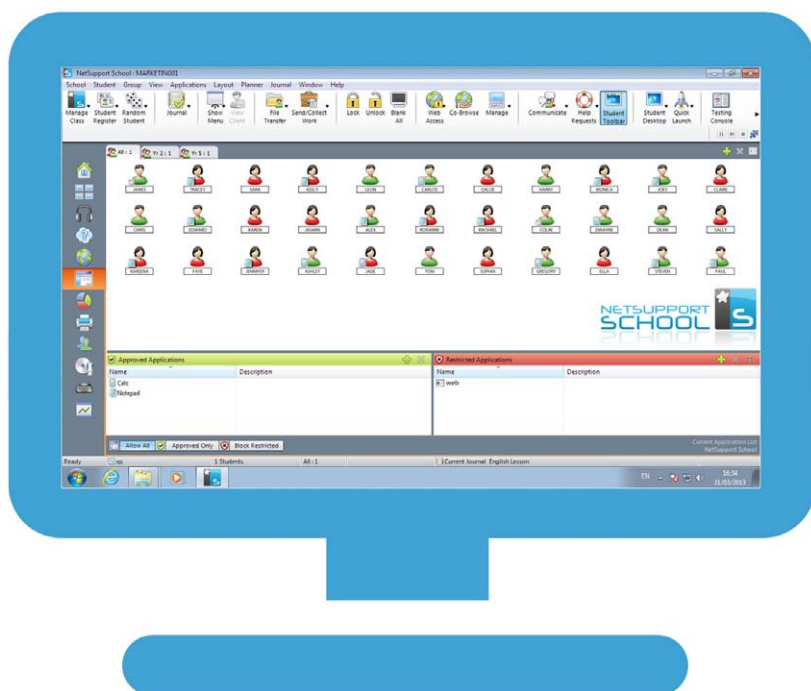 NetSupport School : MARKETING01
School Student Group View Applications Layout Planner Journal Window Help
Manage Class Student Register Random Student Journal Show Menu View Client File Transfer Send/Collect Work Lock Unlock Blank All Web Access Co-Browse Manage Communicate Help Requests Student Toolbar Student Desktop Quick Launch Testing Console
All : 1 Yr 2 : 1 Yr 5 : 1
JAMES TRACEY SARA LEON CARLOS CHLOE HARRY MONICA JOEY CLAIRE
CHRIS EDWARD KAREN JASMIN ALEX ROXANNE RACHAEL COLIN DWAYNE DEAN SALLY
KAREENA FAYE JENNIFER ASHLEY JADE TOM SOPHIA GREGORY ELLA STEVEN PAUL
NETSUPPORT
SCHOOL
Approved Applications Restricted Applications
Name Description Name Description
Calc web
Notepad
Allow All Approved Only Block Restricted
Current Application List
NetSupport School
Ready xp 1 Students All : 1 Current Journal English Lesson
EN 16:34
21/03/2013